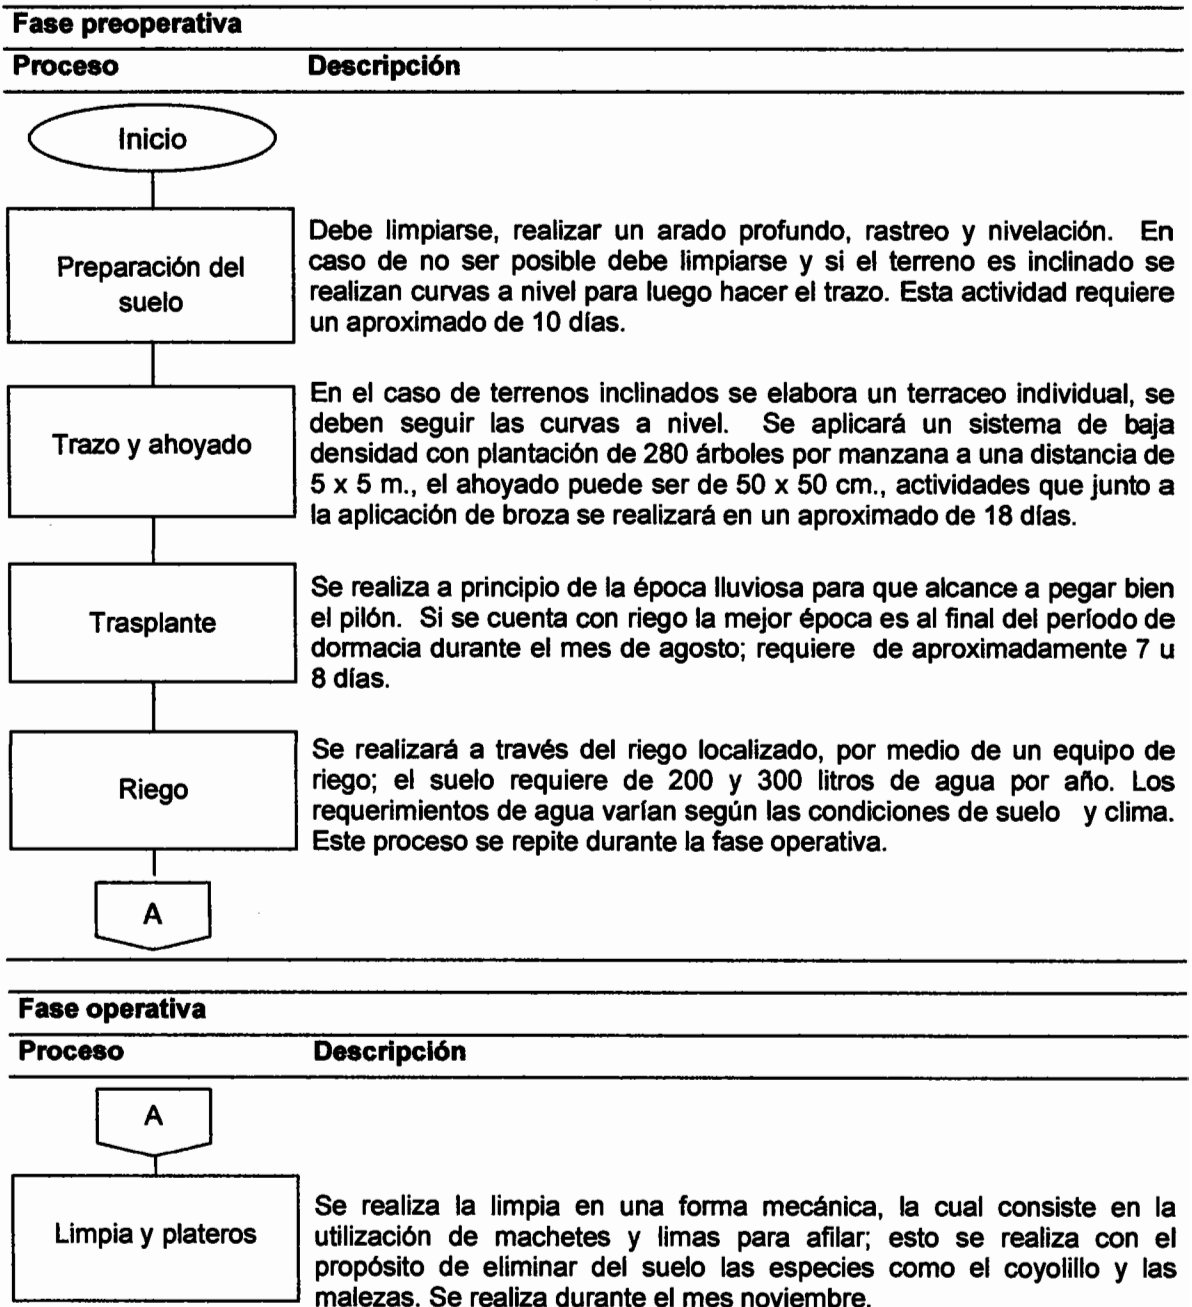 Fase preoperativa
Proceso Descripción
Inicio
Preparación del
suelo
Debe limpiarse, realizar un arado profundo, rastreo y nivelación. En
caso de no ser posible debe limpiarse y si el terreno es inclinado se
realizan curvas a nivel para luego hacer el trazo. Esta actividad requiere
un aproximado de 10 días.
Trazo y ahoyado
En el caso de terrenos inclinados se elabora un terraceo individual, se
deben seguir las curvas a nivel. Se aplicará un sistema de baja
densidad con plantación de 280 árboles por manzana a una distancia de
5 x 5 m., el ahoyado puede ser de 50 x 50 cm., actividades que junto a
la aplicación de broza se realizará en un aproximado de 18 días.
Trasplante
Se realiza a principio de la época lluviosa para que alcance a pegar bien
el pilón. Si se cuenta con riego la mejor época es al final del período de
dormacia durante el mes de agosto; requiere de aproximadamente 7 u
8 días.
Riego
Se realizará a través del riego localizado, por medio de un equipo de
riego; el suelo requiere de 200 y 300 litros de agua por año. Los
requerimientos de agua varían según las condiciones de suelo y clima.
Este proceso se repite durante la fase operativa.
A
Fase operativa
Proceso Descripción
A
Limpia y plateros
Se realiza la limpia en una forma mecánica, la cual consiste en la
utilización de machetes y limas para afilar; esto se realiza con el
propósito de eliminar del suelo las especies como el coyolillo y las
malezas. Se realiza durante el mes noviembre.